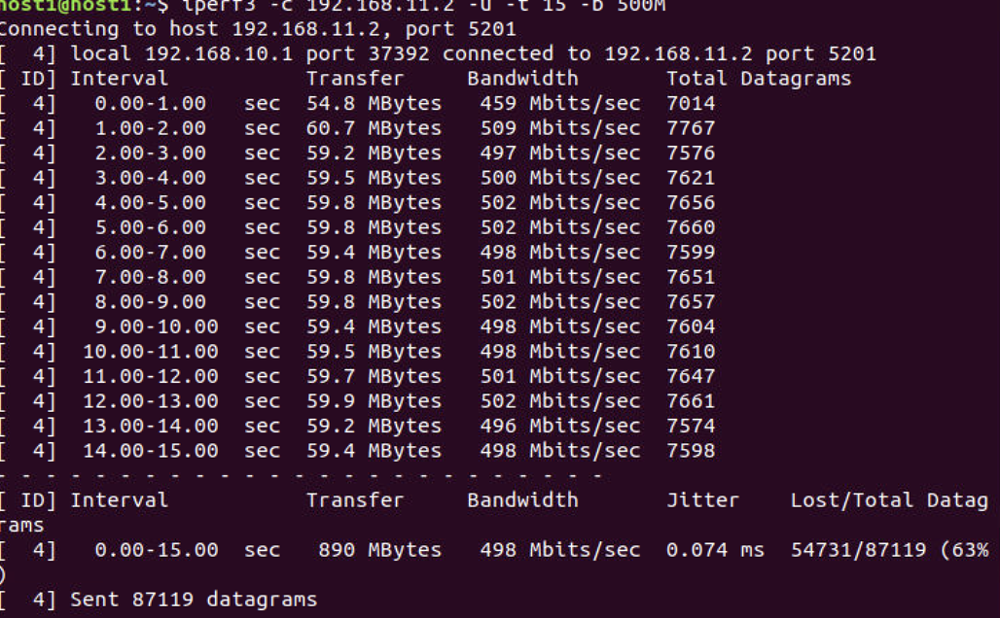 host1@host1:~$ iperf3 -c 192.168.11.2 -u -t 15 -b 500M
Connecting to host 192.168.11.2, port 5201
[  4] local 192.168.10.1 port 37392 connected to 192.168.11.2 port 5201
[ ID] Interval           Transfer     Bandwidth       Total Datagrams
[  4]   0.00-1.00   sec  54.8 MBytes   459 Mbits/sec  7014
[  4]   1.00-2.00   sec  60.7 MBytes   509 Mbits/sec  7767
[  4]   2.00-3.00   sec  59.2 MBytes   497 Mbits/sec  7576
[  4]   3.00-4.00   sec  59.5 MBytes   500 Mbits/sec  7621
[  4]   4.00-5.00   sec  59.8 MBytes   502 Mbits/sec  7656
[  4]   5.00-6.00   sec  59.8 MBytes   502 Mbits/sec  7660
[  4]   6.00-7.00   sec  59.4 MBytes   498 Mbits/sec  7599
[  4]   7.00-8.00   sec  59.8 MBytes   501 Mbits/sec  7651
[  4]   8.00-9.00   sec  59.8 MBytes   502 Mbits/sec  7657
[  4]   9.00-10.00  sec  59.4 MBytes   498 Mbits/sec  7604
[  4]  10.00-11.00  sec  59.5 MBytes   498 Mbits/sec  7610
[  4]  11.00-12.00  sec  59.7 MBytes   501 Mbits/sec  7647
[  4]  12.00-13.00  sec  59.9 MBytes   502 Mbits/sec  7661
[  4]  13.00-14.00  sec  59.2 MBytes   496 Mbits/sec  7574
[  4]  14.00-15.00  sec  59.4 MBytes   498 Mbits/sec  7598
- - - - - - - - - - - - - - - - - - - - - - - - -
[ ID] Interval           Transfer     Bandwidth       Jitter    Lost/Total Datag
rams
[  4]   0.00-15.00  sec   890 MBytes   498 Mbits/sec  0.074 ms  54731/87119 (63%
)
[  4] Sent 87119 datagrams